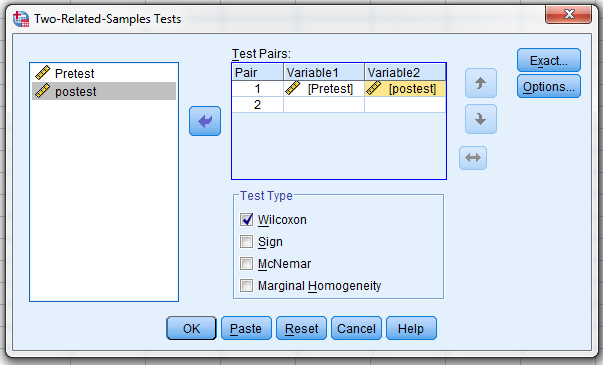 Two-Related-Samples Tests
Test Pairs:
Pretest
postest
Pair Variable1 Variable2
1 [Pretest] [postest]
2
Exact...
Options...
Test Type
Wilcoxon
Sign
McNemar
Marginal Homogeneity
OK Paste Reset Cancel Help